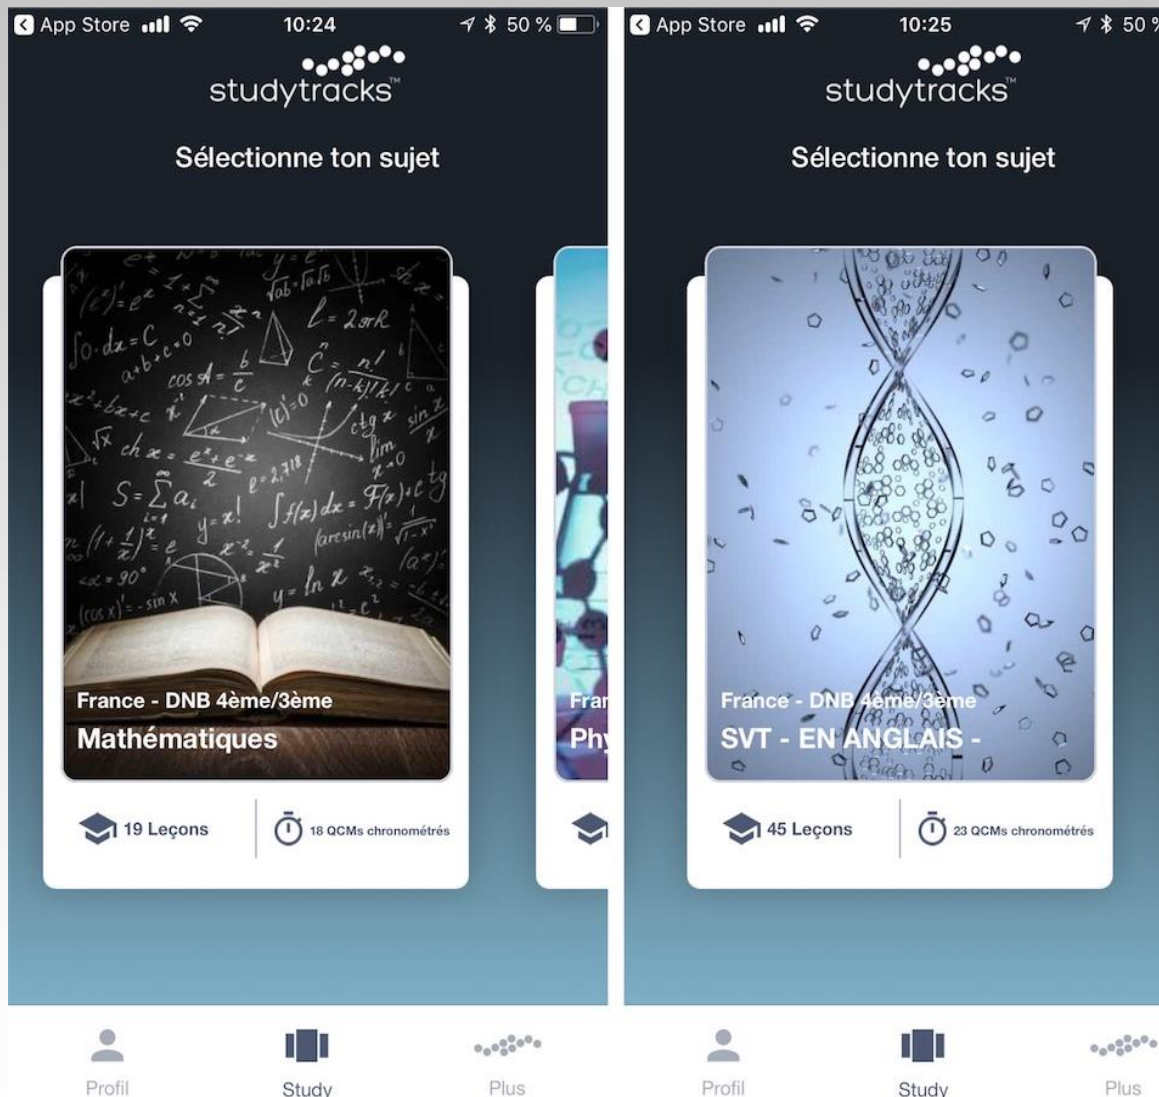 App Store 10:24 50 %
studytracks™
Sélectionne ton sujet
France - DNB 4ème/3ème
Mathématiques
19 Leçons
18 QCMs chronométrés
Fran
Phy
Profil
Study
Plus
App Store 10:25 50 %
studytracks™
Sélectionne ton sujet
France - DNB 4ème/3ème
SVT - EN ANGLAIS -
45 Leçons
23 QCMs chronométrés
Profil
Study
Plus